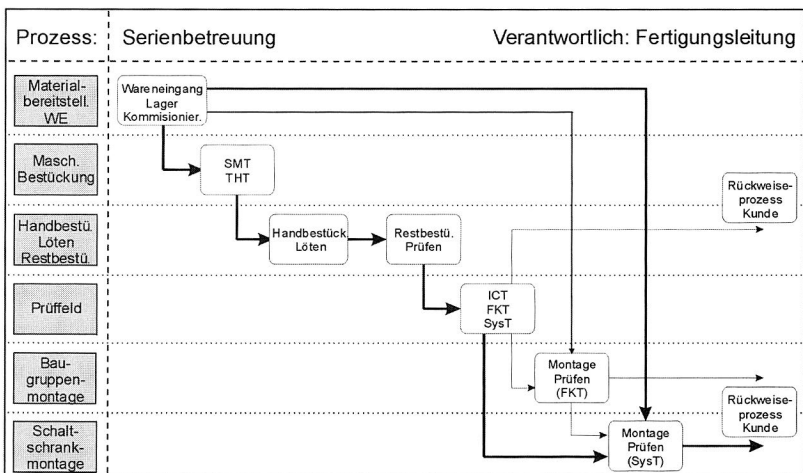 Prozess:
Serienbetreuung
Verantwortlich: Fertigungsleitung
Material-
bereitstell.
WE
Wareneingang
Lager
Kommisionier.
Masch.
Bestückung
SMT
THT
Rückweise-
prozess
Kunde
Handbestü.
Löten
Restbestü.
Handbestück.
Löten
Restbestü.
Prüfen
Prüffeld
ICT
FKT
SysT
Bau-
gruppen-
montage
Montage
Prüfen
(FKT)
Rückweise-
prozess
Kunde
Schalt-
schrank-
montage
Montage
Prüfen
(SysT)